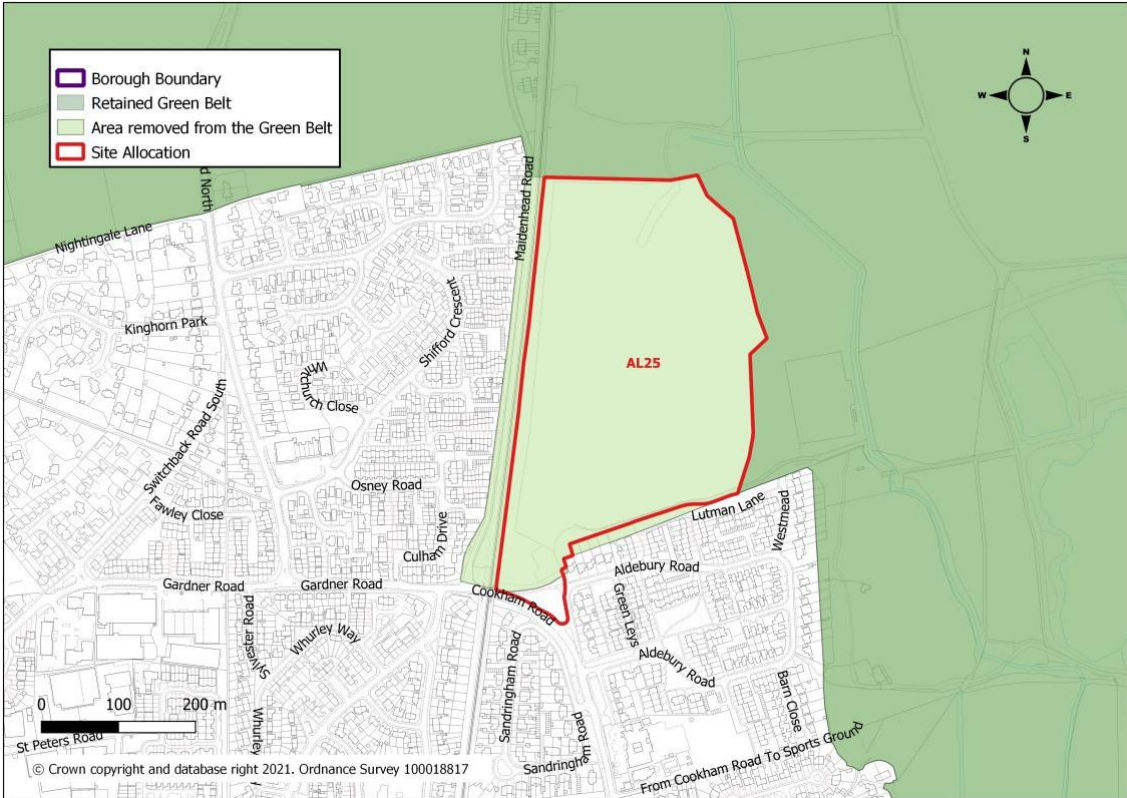 Borough Boundary
Retained Green Belt
Area removed from the Green Belt
Site Allocation
N
W
E
S
d North
Nightingale Lane
Maidenhead Road
Kinghorn Park
Shifford Crescent
Whitchurch Close
Switchback Road South
AL25
Osney Road
Fawley Close
Culham Drive
Lutman Lane
Westmead
Gardner Road
Gardner Road
Cookham Road
Aldebury Road
Green Leys
Sylvester Road
Whurley Way
Aldebury Road
Sandringham Road
Barn Close
0 100 200 m
St Peters Road
Whurley W
Sandringham Road
From Cookham Road To Sports Ground
© Crown copyright and database right 2021. Ordnance Survey 100018817